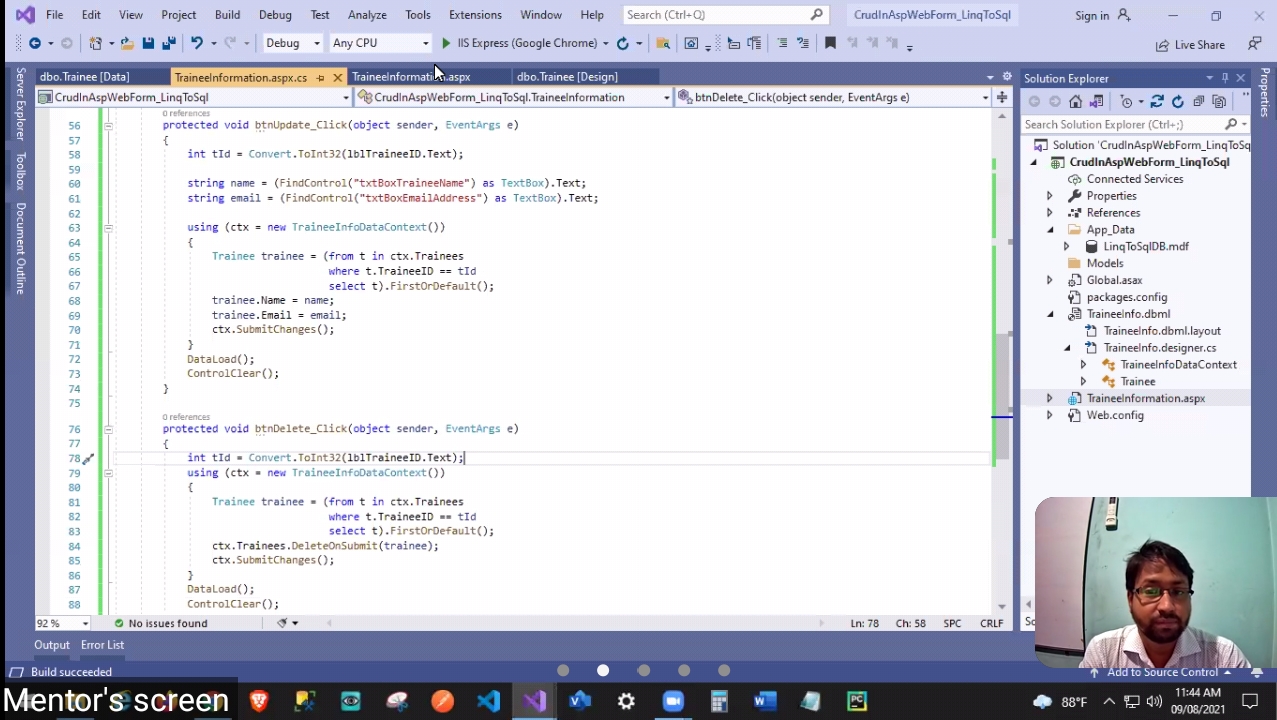 File Edit View Project Build Debug Test Analyze Tools Extensions Window Help Search (Ctrl+Q) CrudInAspWebForm_LinqToSql Sign in
Debug Any CPU IIS Express (Google Chrome) Live Share
dbo.Trainee [Data] TraineeInformation.aspx.cs TraineeInformation.aspx dbo.Trainee [Design]
CrudInAspWebForm_LinqToSql CrudInAspWebForm_LinqToSql.TraineeInformation btnDelete_Click(object sender, EventArgs e)
Server Explorer
Toolbox
Document Outline
0 references
56 protected void btnUpdate_Click(object sender, EventArgs e)
57 {
58 int tId = Convert.ToInt32(lblTraineeID.Text);
59
60 string name = (FindControl("txtBoxTraineeName") as TextBox).Text;
61 string email = (FindControl("txtBoxEmailAddress") as TextBox).Text;
62
63 using (ctx = new TraineeInfoDataContext())
64 {
65 Trainee trainee = (from t in ctx.Trainees
66 where t.TraineeID == tId
67 select t).FirstOrDefault();
68 trainee.Name = name;
69 trainee.Email = email;
70 ctx.SubmitChanges();
71 }
72 DataLoad();
73 ControlClear();
74 }
75
0 references
76 protected void btnDelete_Click(object sender, EventArgs e)
77 {
78 int tId = Convert.ToInt32(lblTraineeID.Text);
79 using (ctx = new TraineeInfoDataContext())
80 {
81 Trainee trainee = (from t in ctx.Trainees
82 where t.TraineeID == tId
83 select t).FirstOrDefault();
84 ctx.Trainees.DeleteOnSubmit(trainee);
85 ctx.SubmitChanges();
86 }
87 DataLoad();
88 ControlClear();
92 % No issues found Ln: 78 Ch: 58 SPC CRLF
Solution Explorer
Search Solution Explorer (Ctrl+;)
Solution 'CrudInAspWebForm_LinqToSq
CrudInAspWebForm_LinqToSql
Connected Services
Properties
References
App_Data
LinqToSqlDB.mdf
Models
Global.asax
packages.config
TraineeInfo.dbml
TraineeInfo.dbml.layout
TraineeInfo.designer.cs
TraineeInfoDataContext
Trainee
TraineeInformation.aspx
Web.config
Properties
Output Error List
Build succeeded Add to Source Control
Mentor's screen
88°F
11:44 AM
09/08/2021